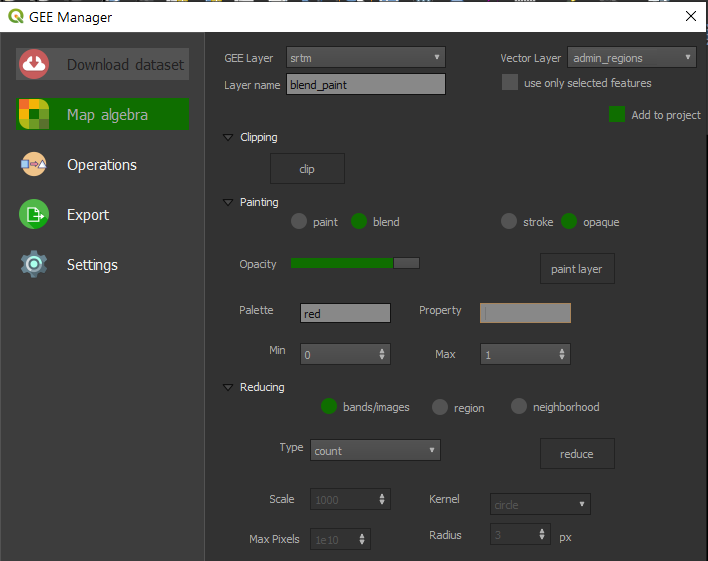 GEE Manager
Download dataset
Map algebra
Operations
Export
Settings
GEE Layer srtm Vector Layer admin_regions
Layer name blend_paint use only selected features
Add to project
Clipping
clip
Painting
paint blend stroke opaque
Opacity paint layer
Palette red Property
Min 0 Max 1
Reducing
bands/images region neighborhood
Type count reduce
Scale 1000 Kernel circle
Max Pixels 1e10 Radius 3 px